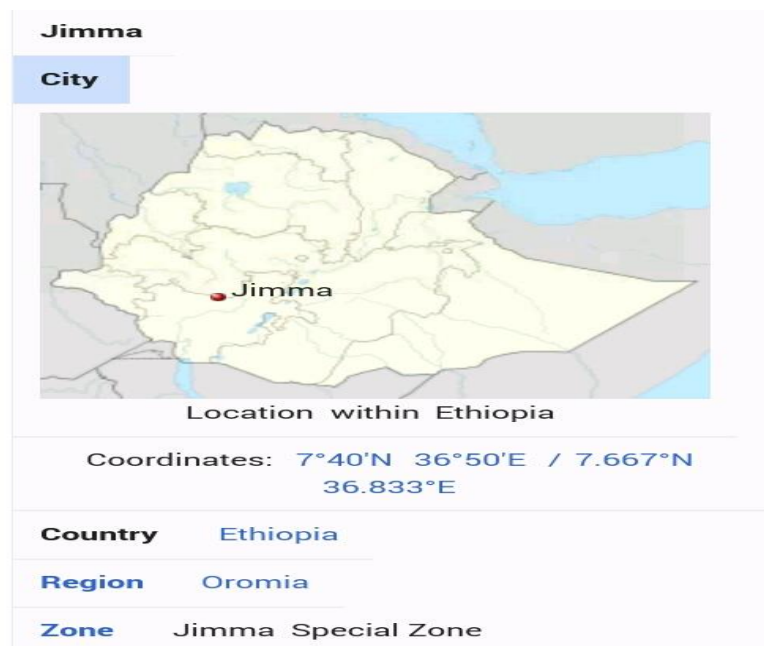 Jimma
City
Jimma
Location within Ethiopia
Coordinates: 7°40'N 36°50'E / 7.667°N
36.833°E
Country Ethiopia
Region Oromia
Zone Jimma Special Zone